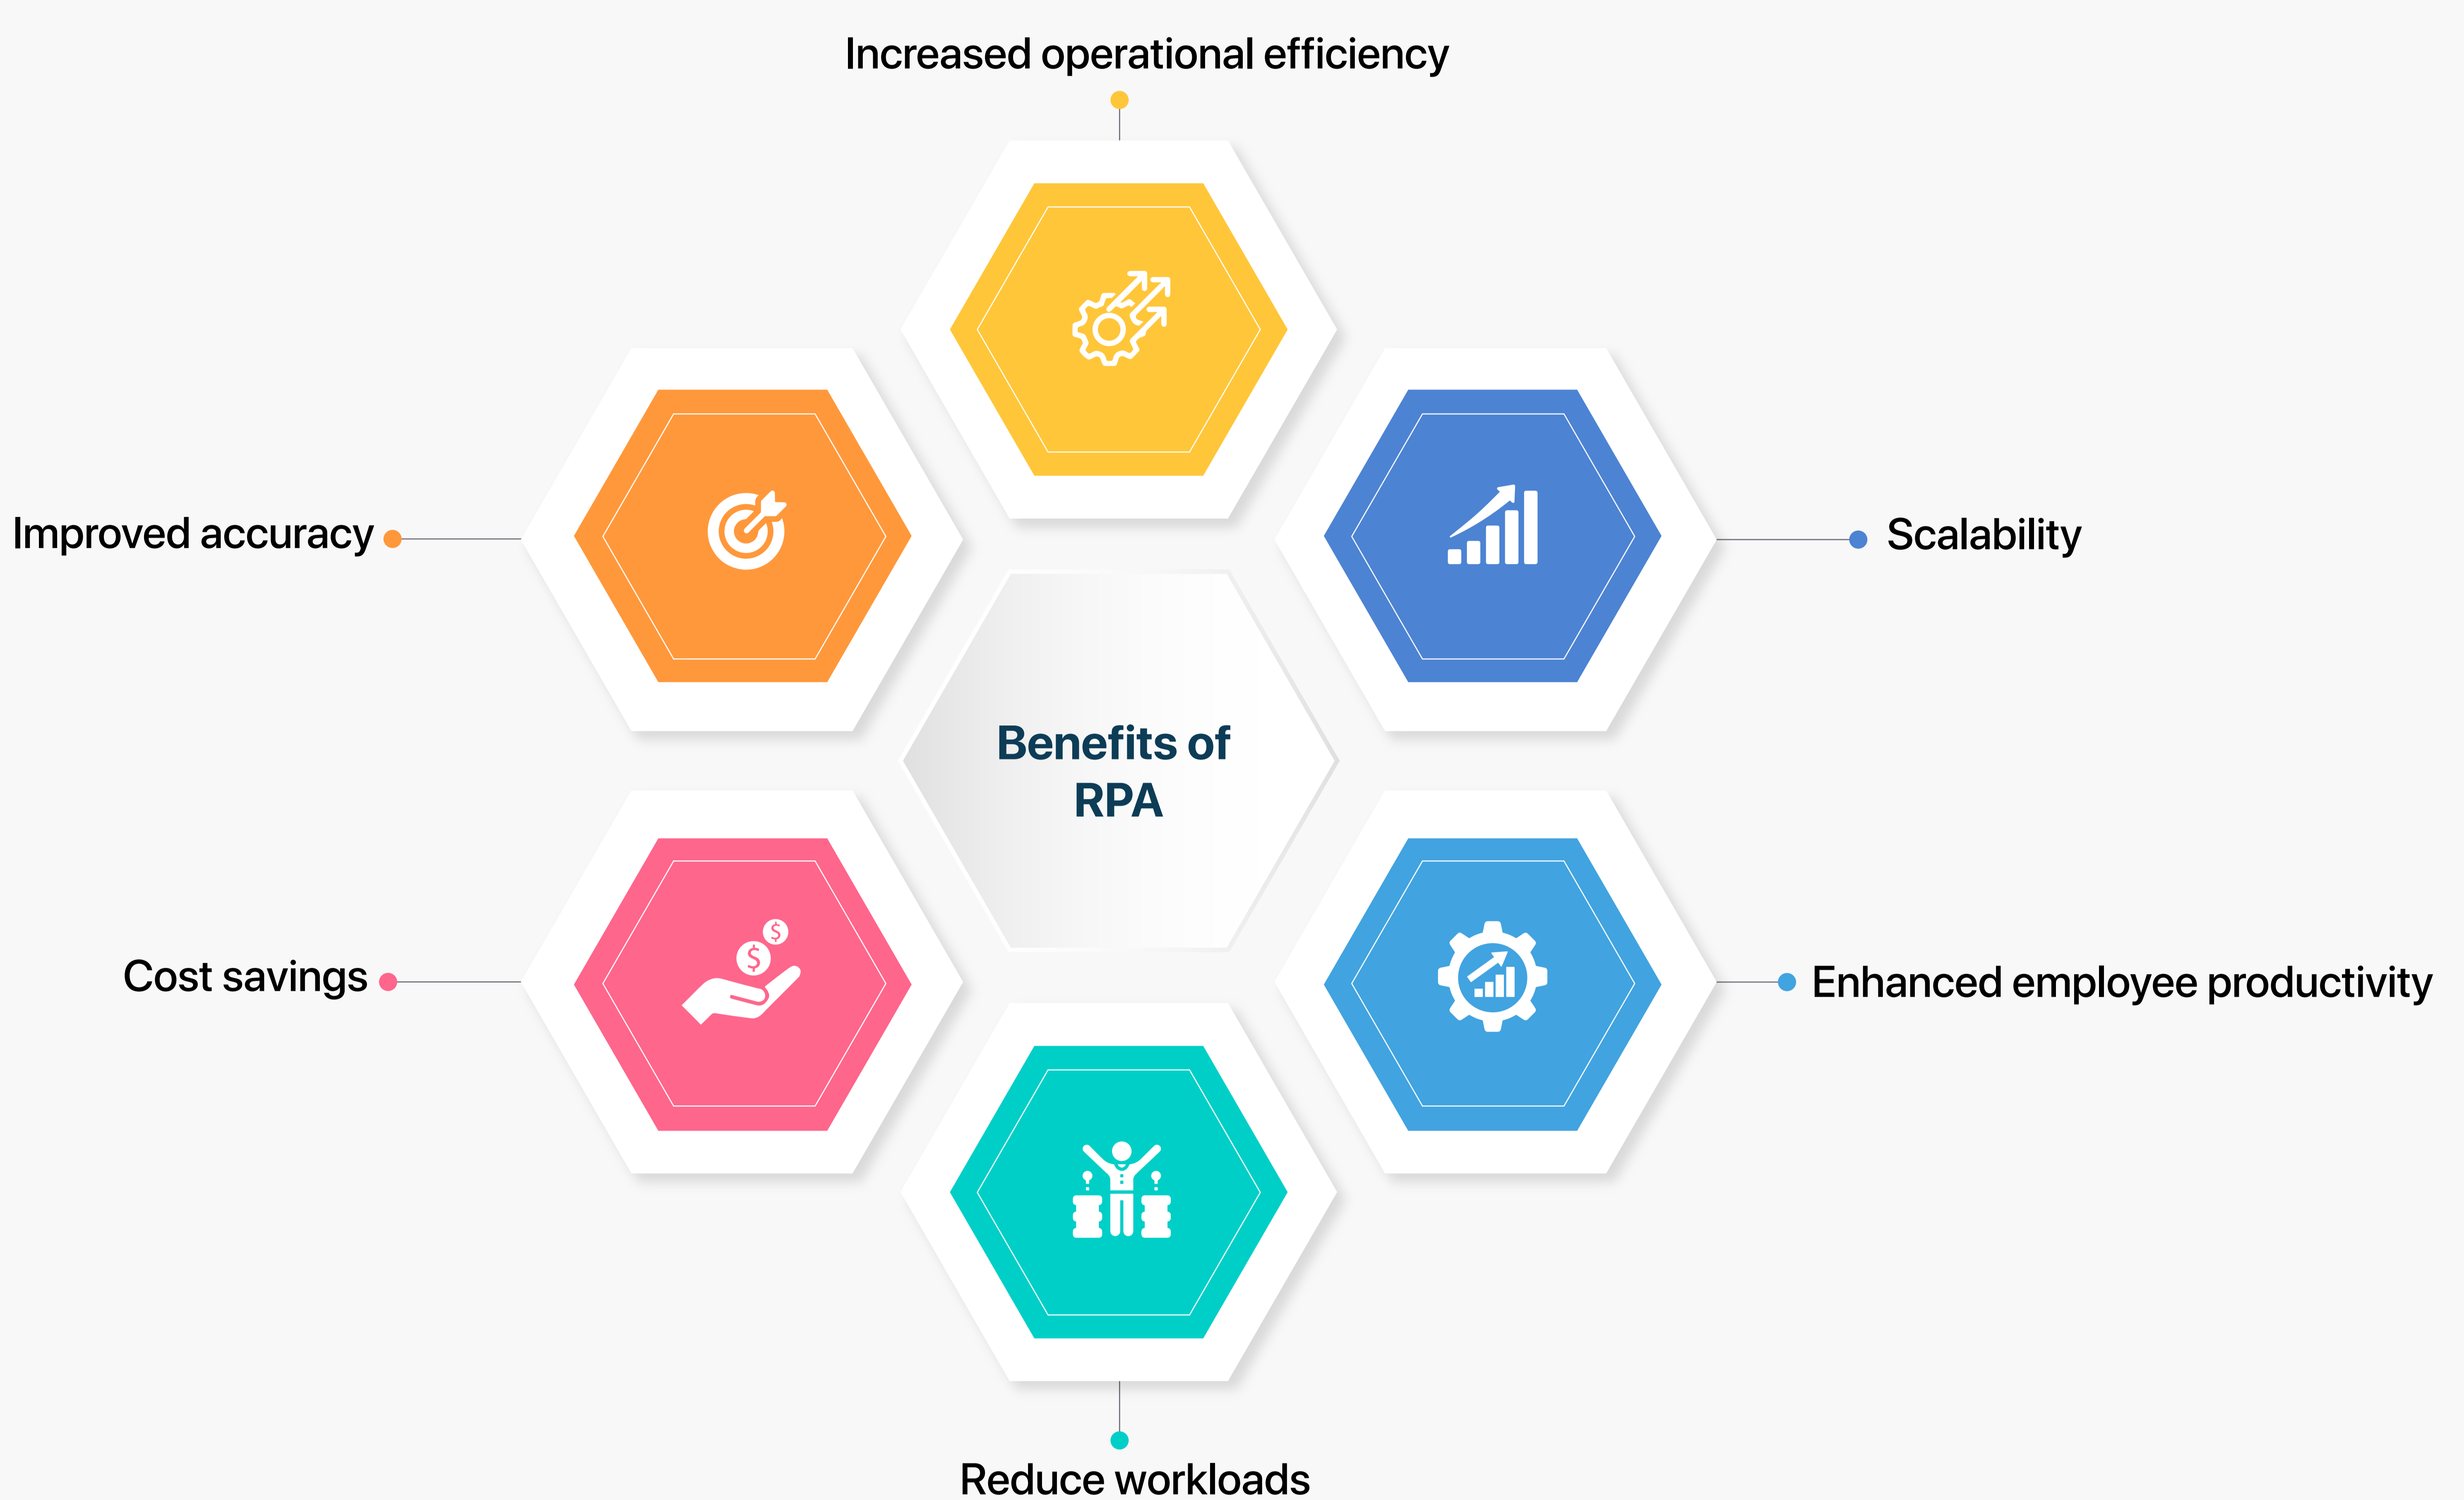 Increased operational efficiency
Improved accuracy
Scalability
Benefits of
RPA
Cost savings
$
$
Enhanced employee productivity
Reduce workloads